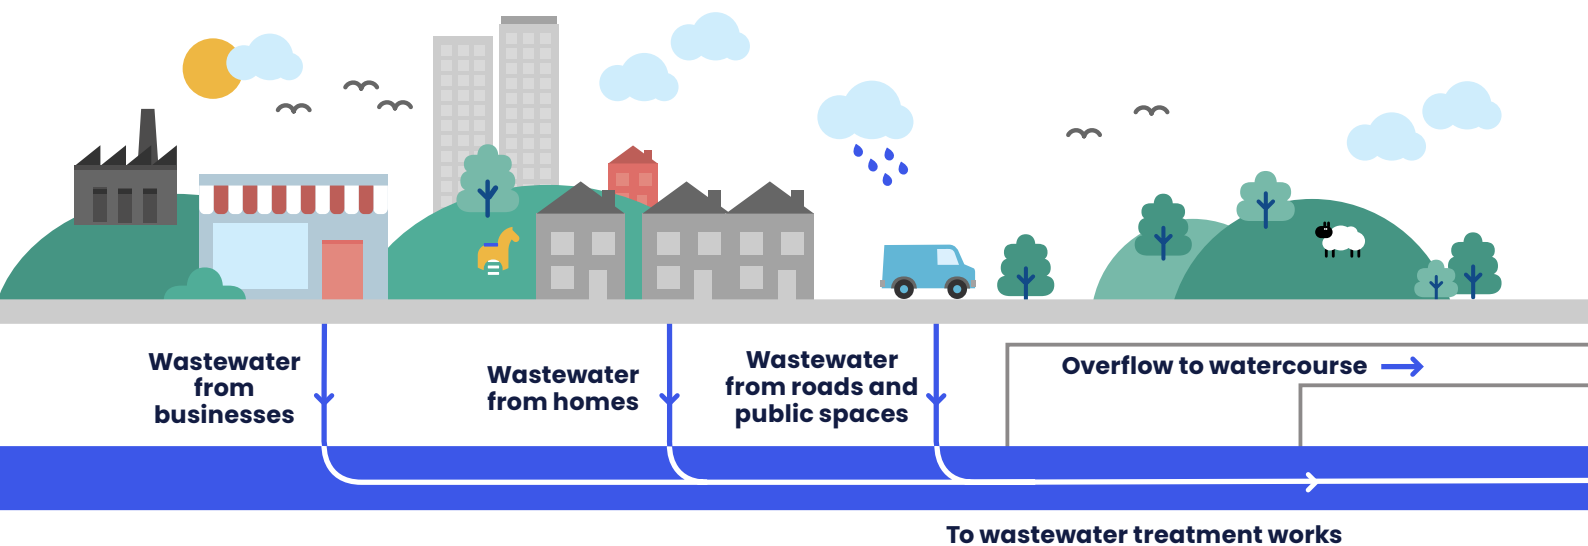 Wastewater
from
businesses
Wastewater
from homes
Wastewater
from roads and
public spaces
Overflow to watercourse
To wastewater treatment works